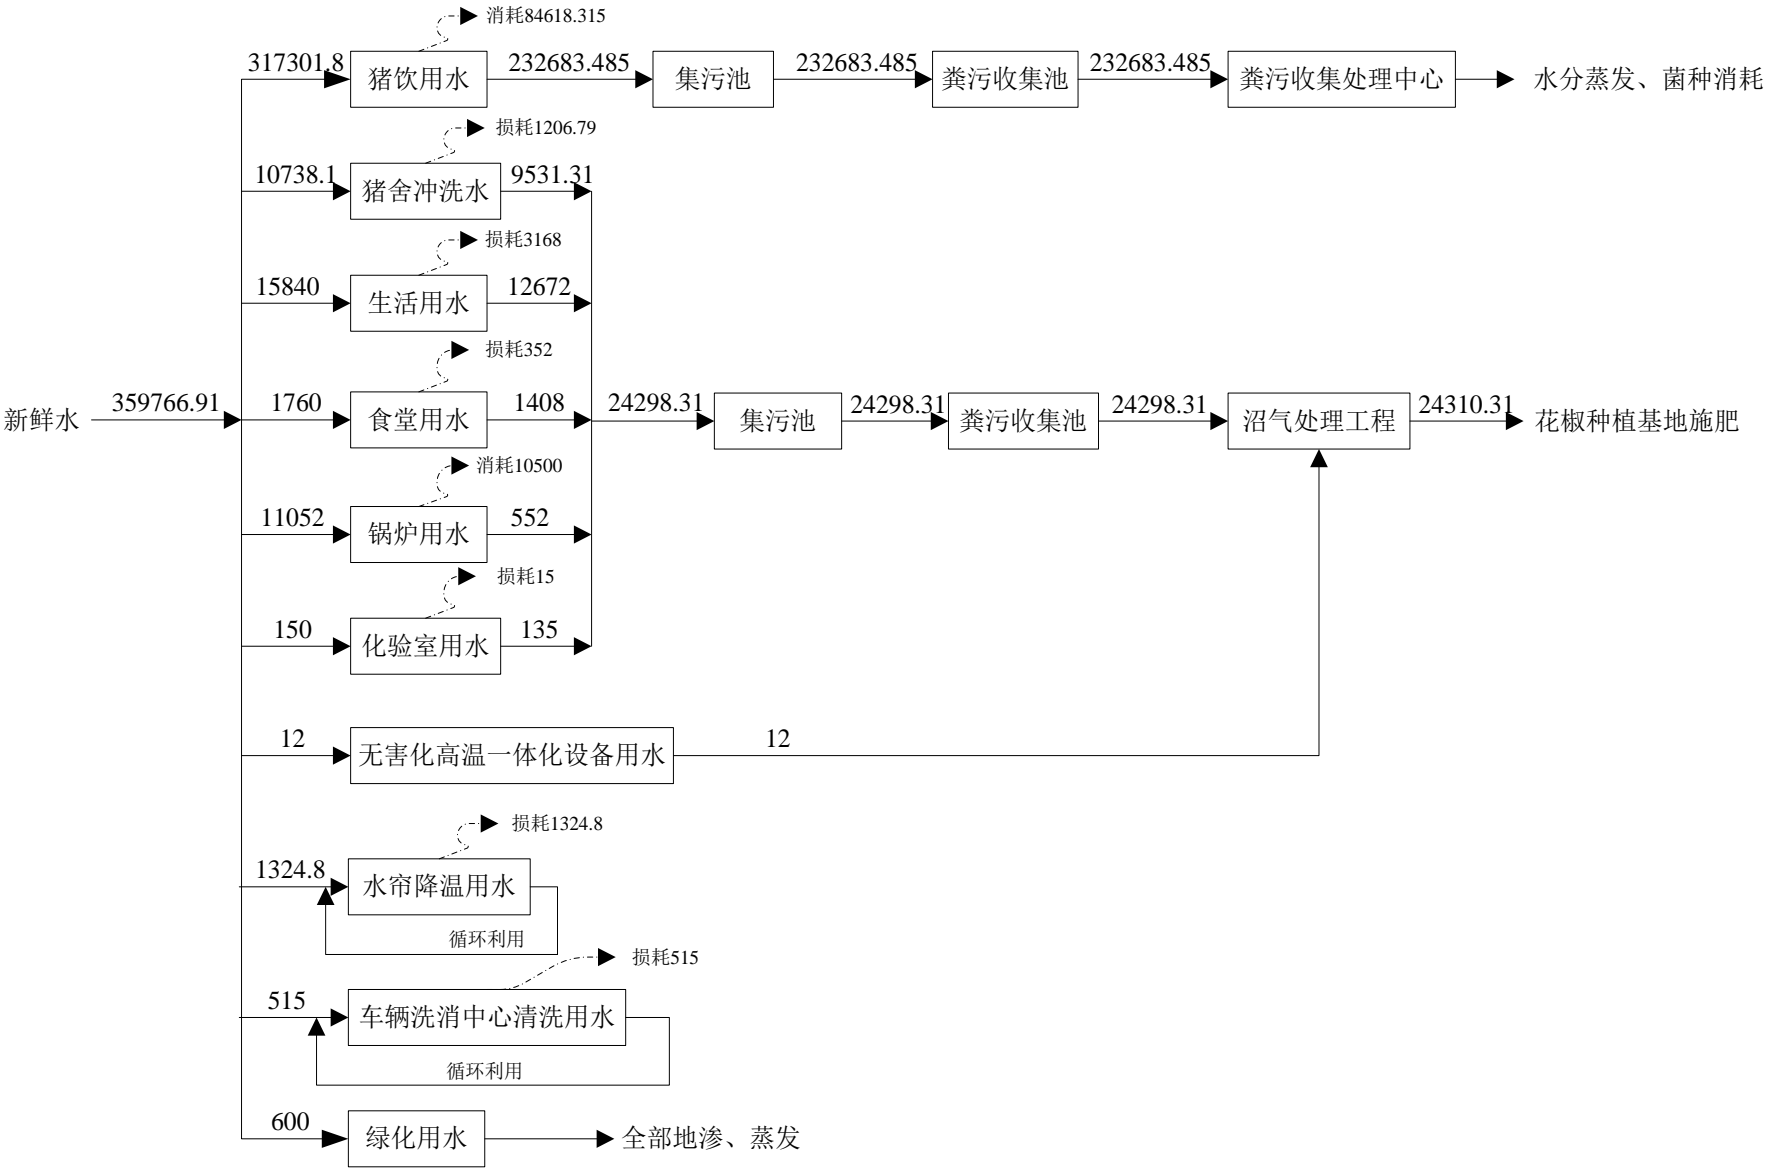 消耗84618.315
317301.8 猪饮用水 232683.485 集污池 232683.485 粪污收集池 232683.485 粪污收集处理中心 水分蒸发、菌种消耗
损耗1206.79
10738.1 猪舍冲洗水 9531.31
损耗3168
15840 生活用水 12672
损耗352
新鲜水 359766.91 1760 食堂用水 1408 24298.31 集污池 24298.31 粪污收集池 24298.31 沼气处理工程 24310.31 花椒种植基地施肥
消耗10500
11052 锅炉用水 552
损耗15
150 化验室用水 135
12 无害化高温一体化设备用水 12
损耗1324.8
1324.8 水帘降温用水
循环利用
损耗515
515 车辆洗消中心清洗用水
循环利用
600 绿化用水 全部地渗、蒸发